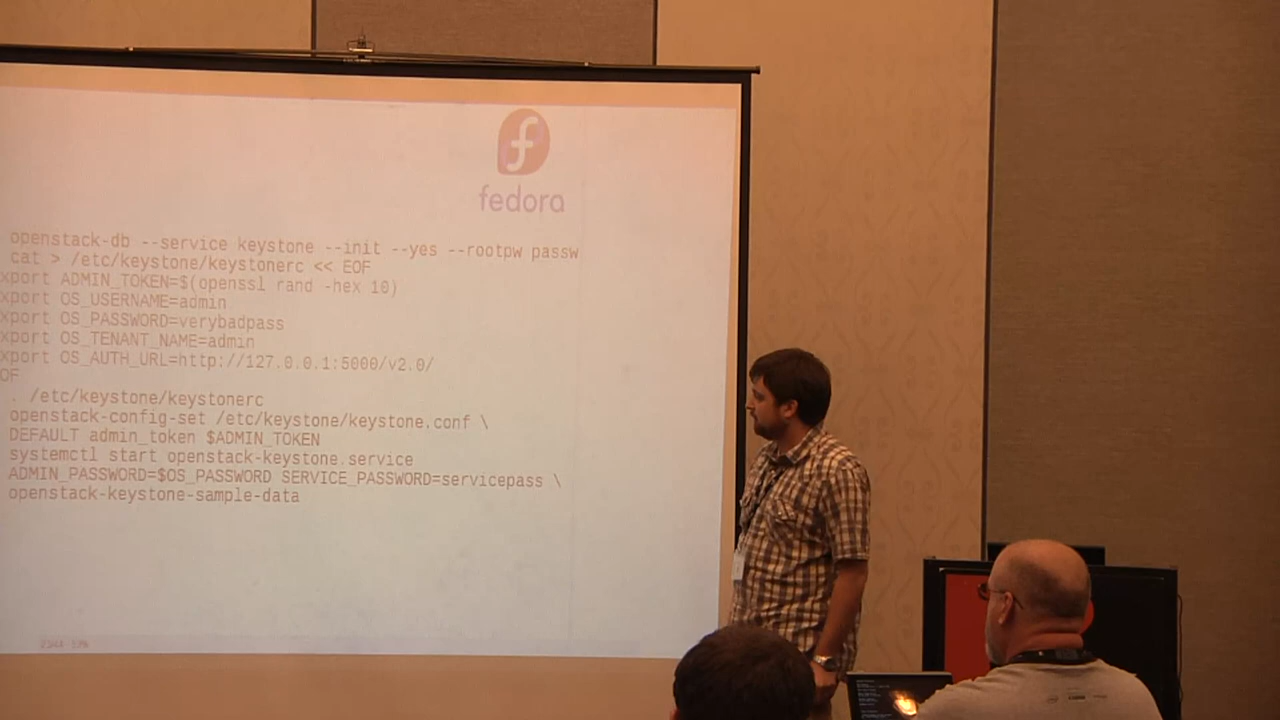 fedora
openstack-db --service keystone --init --yes --rootpw passw
cat > /etc/keystone/keystonerc << EOF
xport ADMIN_TOKEN=$(openssl rand -hex 10)
xport OS_USERNAME=admin
xport OS_PASSWORD=verybadpass
xport OS_TENANT_NAME=admin
xport OS_AUTH_URL=http://127.0.0.1:5000/v2.0/
OF
. /etc/keystone/keystonerc
openstack-config-set /etc/keystone/keystone.conf \
DEFAULT admin_token $ADMIN_TOKEN
systemctl start openstack-keystone.service
ADMIN_PASSWORD=$OS_PASSWORD SERVICE_PASSWORD=servicepass \
openstack-keystone-sample-data